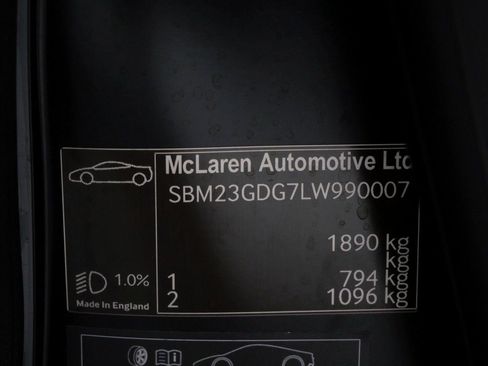 McLaren Automotive Ltd
SBM23GDG7LW990007
1890 kg
kg
1.0% 1 794 kg
2 1096 kg
Made In England